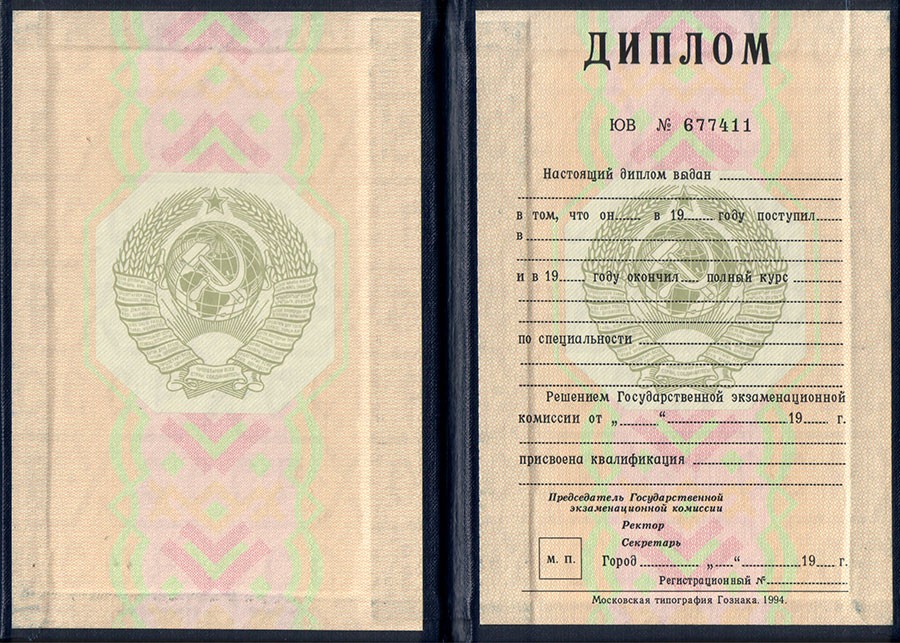 ДИПЛОМ
ЮВ № 677411
Настоящий диплом выдан
в том, что он...... в 19...... году поступил......
в
и в 19...... году окончил.... полный курс
по специальности
Решением Государственной экзаменационной
комиссии от „ “ 19 г.
присвоена квалификация
Председатель Государственной
экзаменационной комиссии
Ректор
Секретарь
М. П.
Город „ “ 19 г.
Регистрационный №
Московская типография Гознака. 1994.